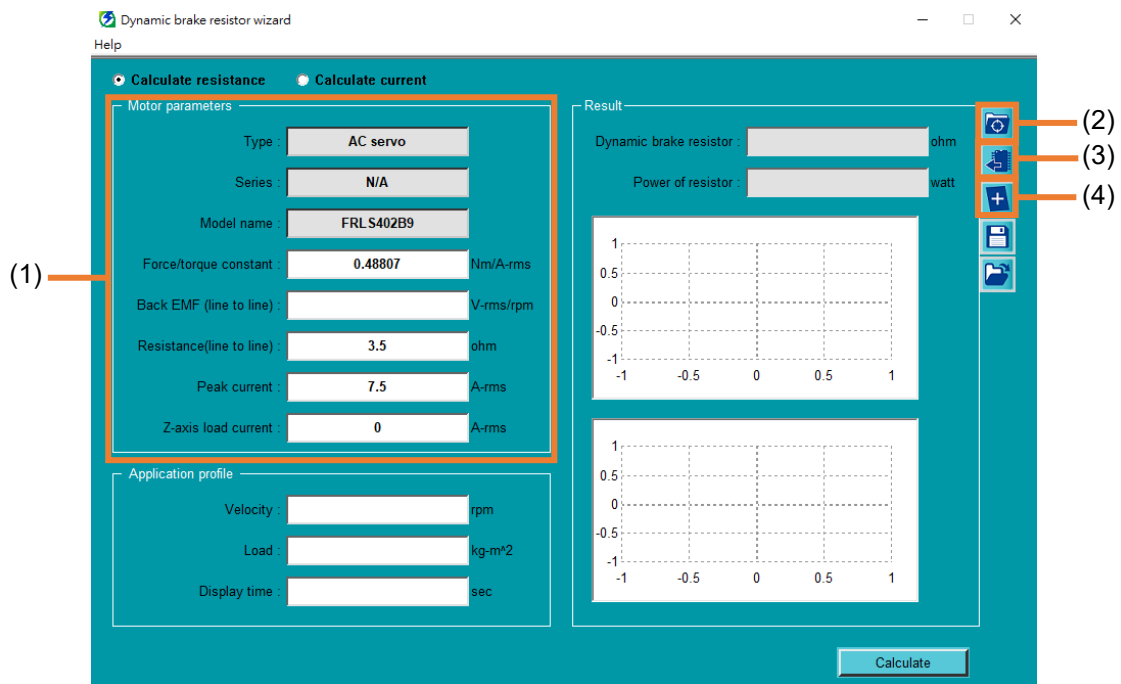 Dynamic brake resistor wizard
Help
Calculate resistance Calculate current
Motor parameters
Type : AC servo
Series : N/A
Model name : FRLS402B9
Force/torque constant : 0.48807 Nm/A-rms
Back EMF (line to line) : V-rms/rpm
Resistance(line to line) : 3.5 ohm
Peak current : 7.5 A-rms
Z-axis load current : 0 A-rms
(1)
Application profile
Velocity : rpm
Load : kg-m^2
Display time : sec
Result
Dynamic brake resistor : ohm
Power of resistor : watt
1
0.5
0
-0.5
-1
-1 -0.5 0 0.5 1
1
0.5
0
-0.5
-1
-1 -0.5 0 0.5 1
(2)
(3)
(4)
Calculate